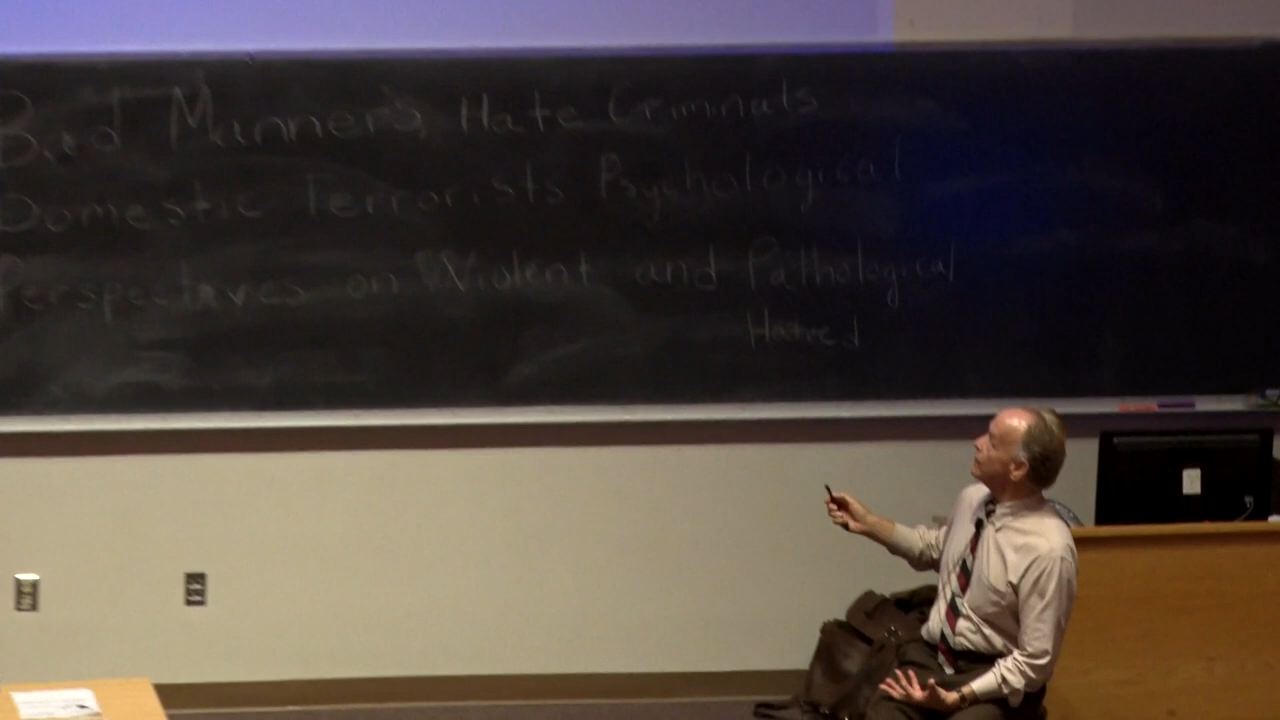 Bad Manners, Hate Criminals
Domestic Terrorists Psychological
Perspectives on Violent and Pathological
Hatred